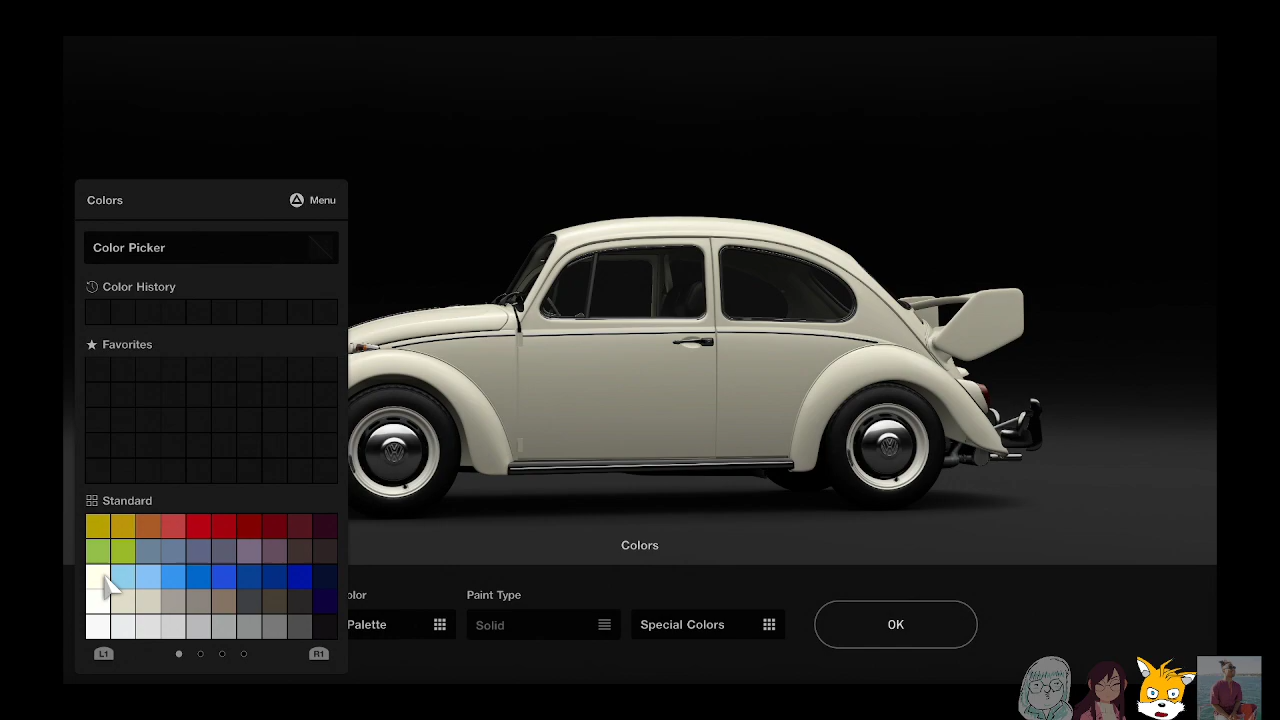 Colors
Menu
Color Picker
Color History
Favorites
Standard
L1
R1
Colors
olor
Paint Type
Palette
Solid
Special Colors
OK